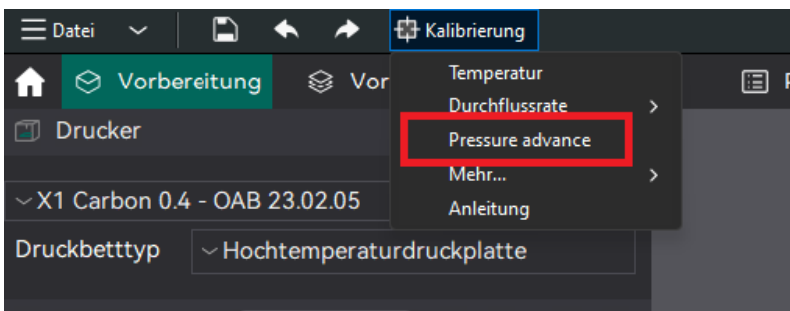 Datei
Kalibrierung
Vorbereitung
Vor
Temperatur
Durchflussrate
Pressure advance
Mehr...
Anleitung
Drucker
X1 Carbon 0.4 - OAB 23.02.05
Druckbetttyp
Hochtemperaturdruckplatte